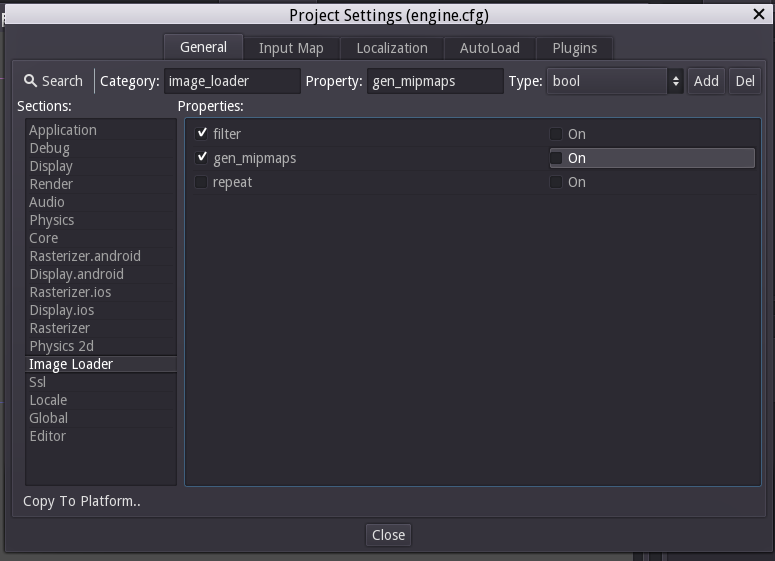 Project Settings (engine.cfg)
General Input Map Localization AutoLoad Plugins
Search Category: image_loader Property: gen_mipmaps Type: bool Add Del
Sections: Properties:
Application
Debug
Display
Render
Audio
Physics
Core
Rasterizer.android
Display.android
Rasterizer.ios
Display.ios
Rasterizer
Physics 2d
Image Loader
Ssl
Locale
Global
Editor
filter On
gen_mipmaps On
repeat On
Copy To Platform..
Close